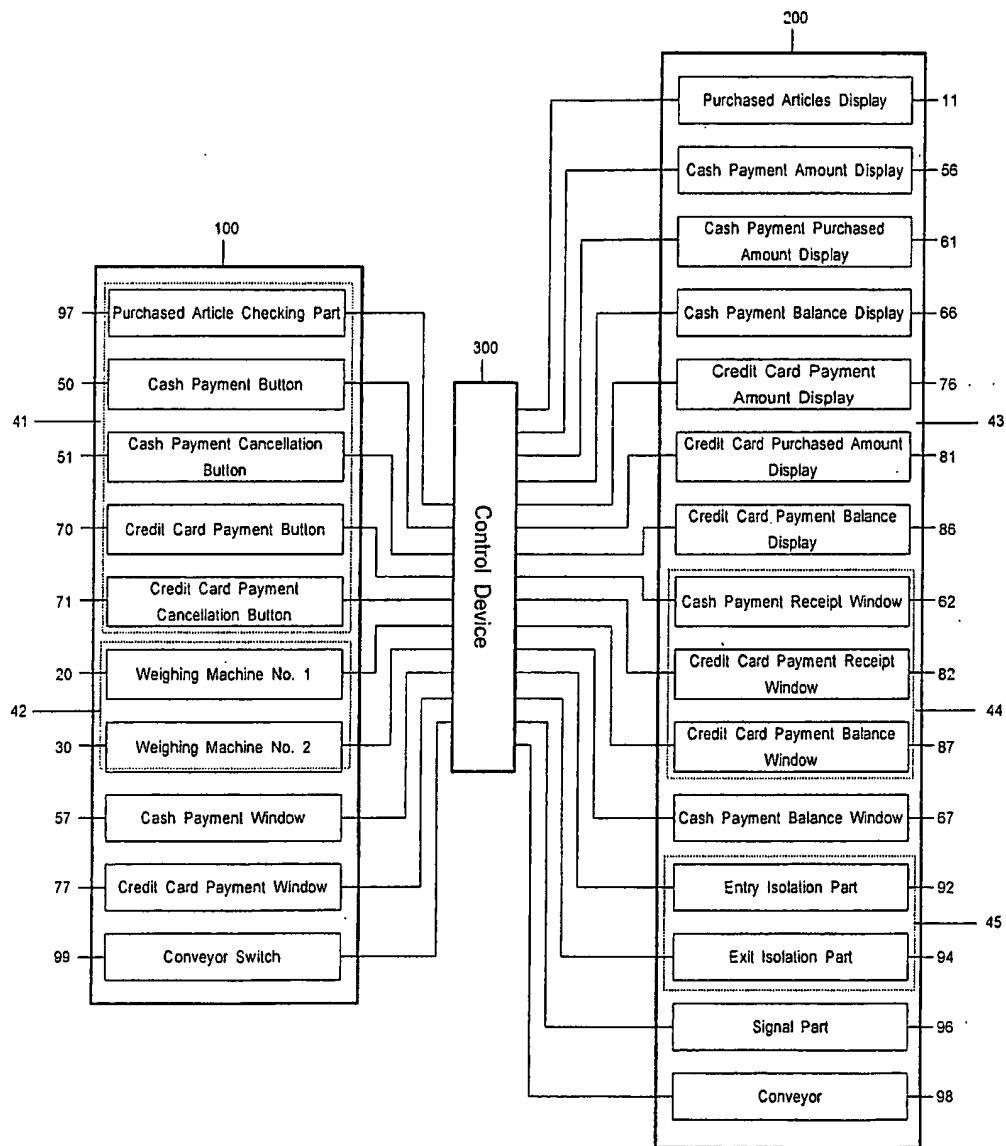 200
Purchased Articles Display
11
Cash Payment Amount Display
56
Cash Payment Purchased
Amount Display
61
Cash Payment Balance Display
66
Credit Card Payment
Amount Display
76
43
Credit Card Purchased Amount
Display
81
Credit Card Payment Balance
Display
86
Cash Payment Receipt Window
62
Credit Card Payment Receipt
Window
82
44
Credit Card Payment Balance
Window
87
Cash Payment Balance Window
67
Entry Isolation Part
92
45
Exit Isolation Part
94
Signal Part
96
Conveyor
98
100
97
Purchased Article Checking Part
50
Cash Payment Button
41
51
Cash Payment Cancellation
Button
70
Credit Card Payment Button
71
Credit Card Payment
Cancellation Button
20
Weighing Machine No. 1
42
30
Weighing Machine No. 2
57
Cash Payment Window
77
Credit Card Payment Window
99
Conveyor Switch
300
Control Device